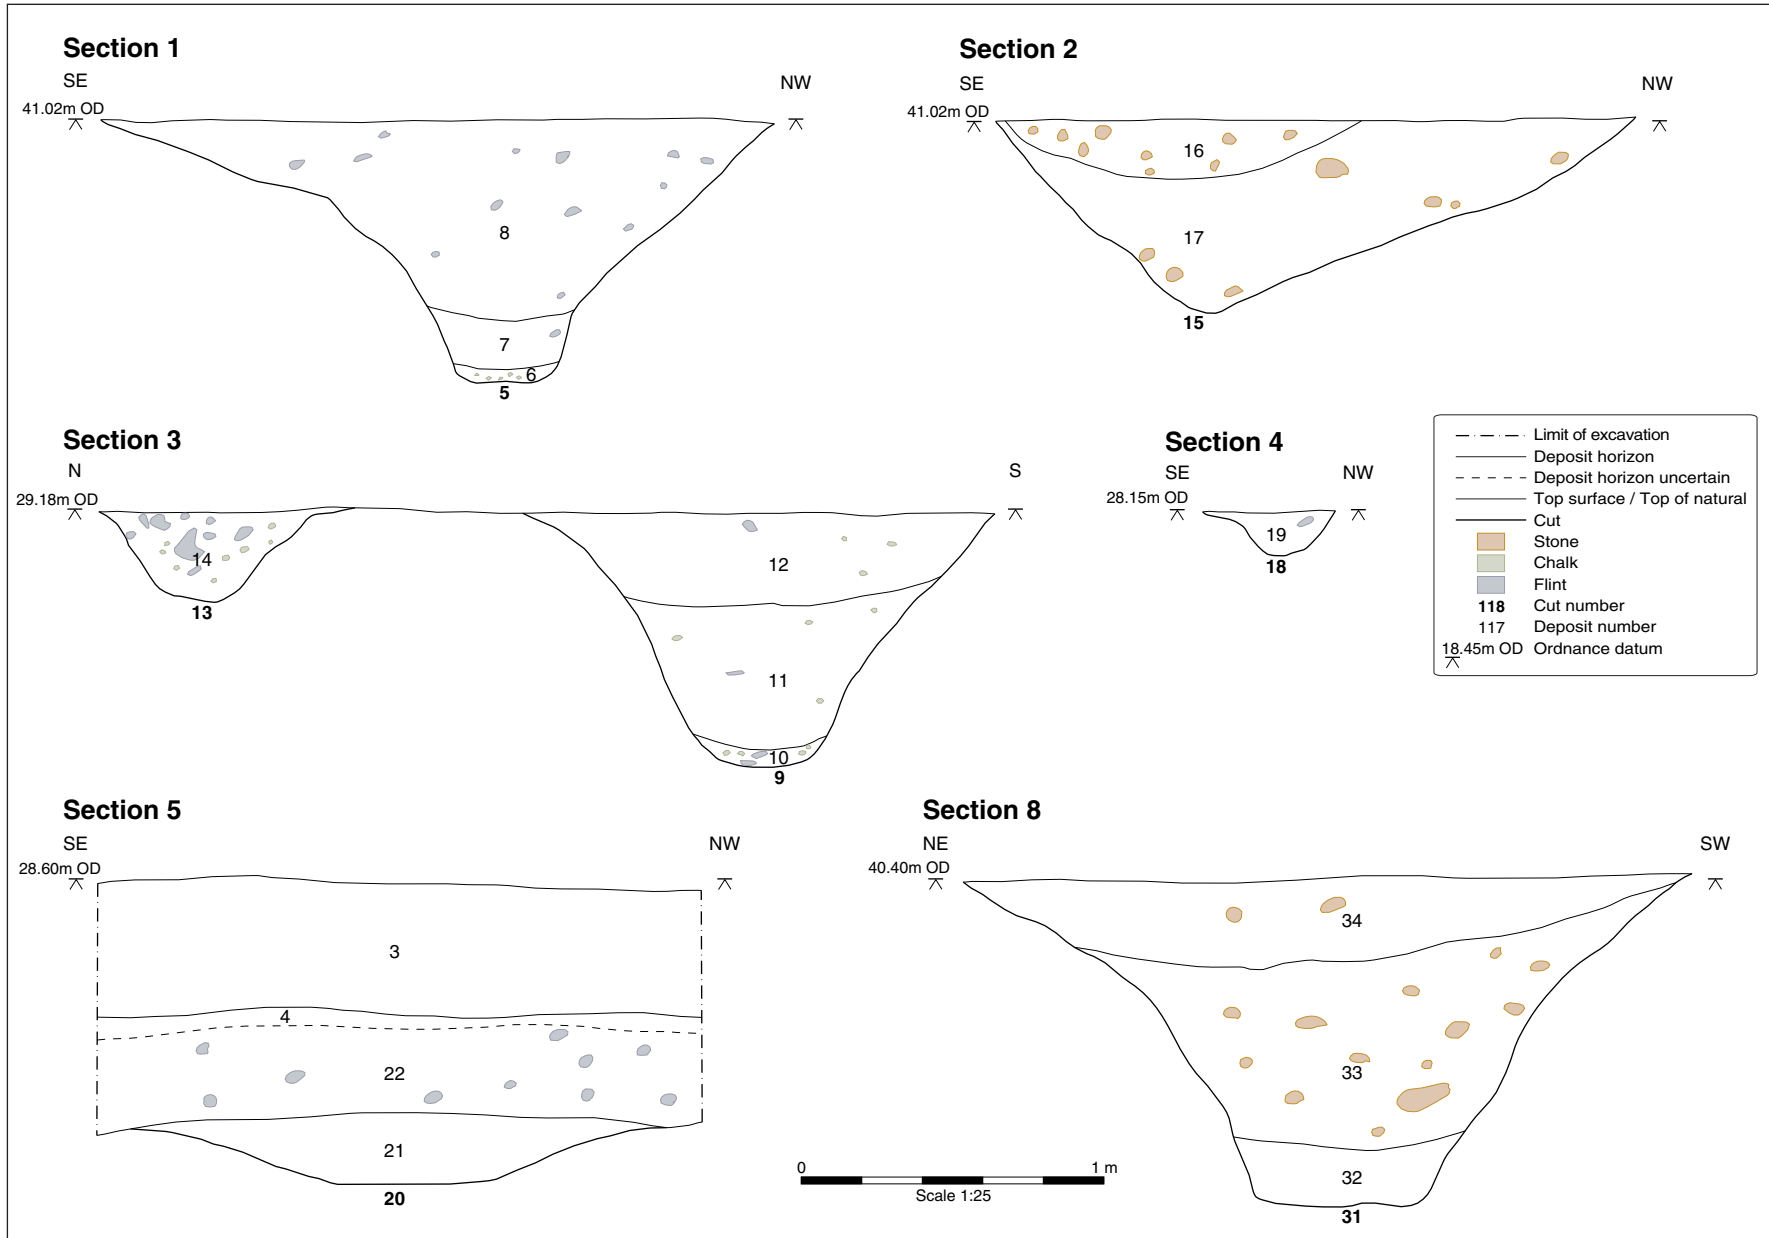 Section 1
SE
NW
41.02m OD
8
7
6
5
Section 2
SE
NW
41.02m OD
16
17
15
Section 3
N
S
29.18m OD
14
13
12
11
10
9
Section 4
SE
NW
28.15m OD
19
18
Limit of excavation
Deposit horizon
Deposit horizon uncertain
Top surface / Top of natural
Cut
Stone
Chalk
Flint
118 Cut number
117 Deposit number
18.45m OD Ordnance datum
Section 5
SE
NW
28.60m OD
3
4
22
21
20
Section 8
NE
SW
40.40m OD
34
33
32
31
0 1 m
Scale 1:25